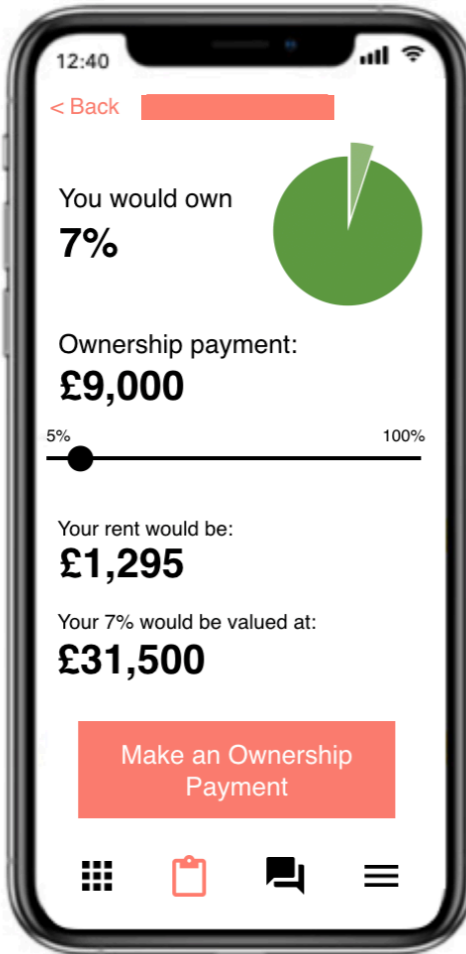 12:40
< Back
You would own
7%
Ownership payment:
£9,000
5% 100%
Your rent would be:
£1,295
Your 7% would be valued at:
£31,500
Make an Ownership
Payment